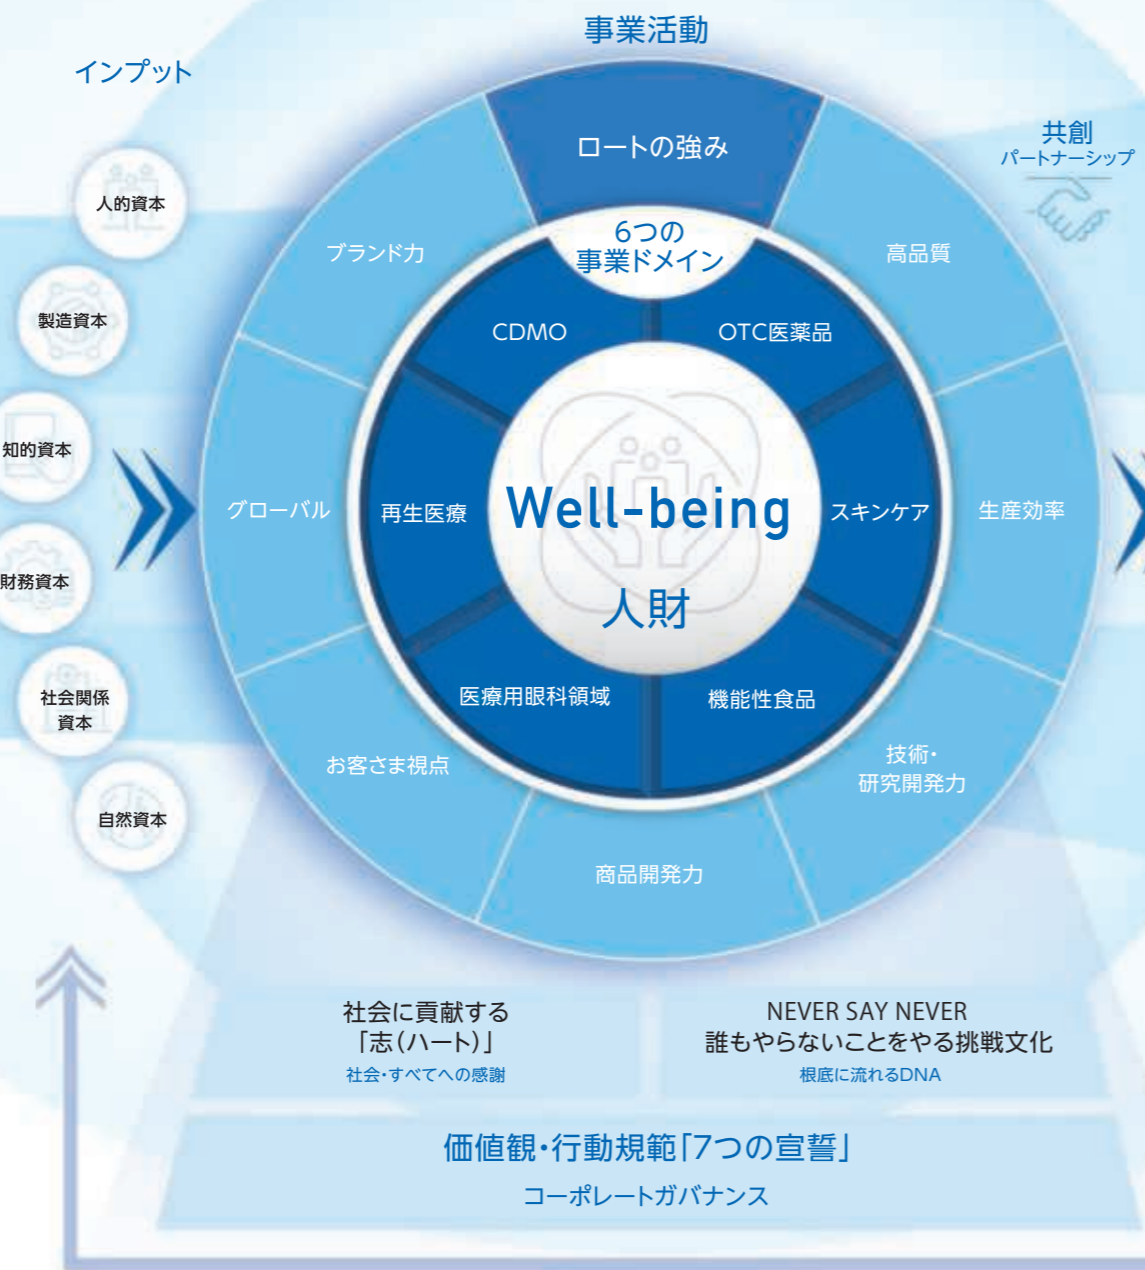 事業活動
インプット
人的資本
製造資本
知的資本
財務資本
社会関係
資本
自然資本
共創
パートナーシップ
ロートの強み
高品質
生産効率
技術・
研究開発力
商品開発力
お客さま視点
グローバル
ブランド力
6つの
事業ドメイン
OTC医薬品
スキンケア
機能性食品
医療用眼科領域
再生医療
CDMO
Well-being
人財
社会に貢献する
「志(ハート)」
社会・すべてへの感謝
NEVER SAY NEVER
誰もやらないことをやる挑戦文化
根底に流れるDNA
価値観・行動規範「7つの宣誓」
コーポレートガバナンス